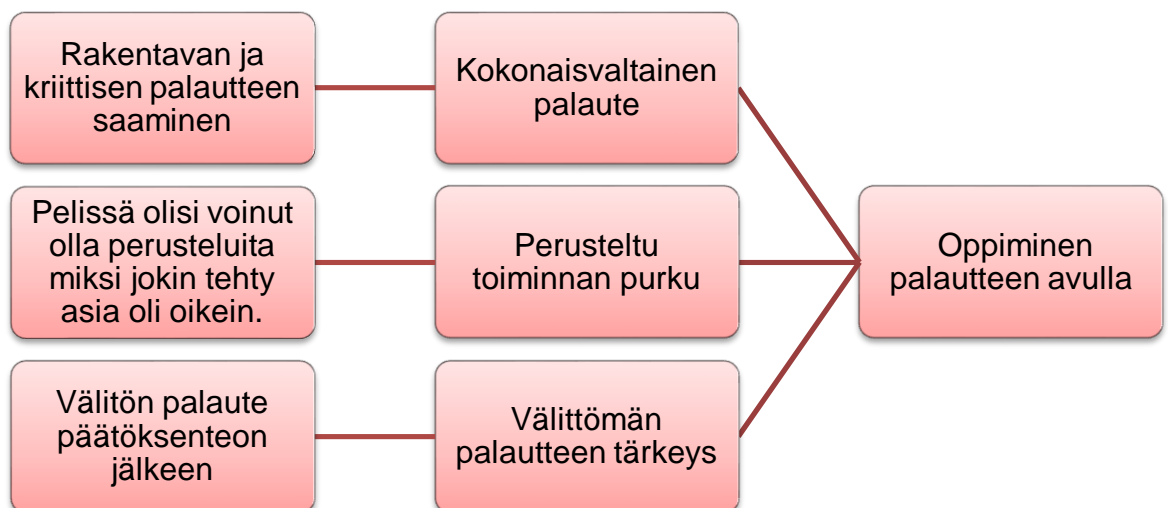 Rakentavan ja
kriittisen palautteen
saaminen
Kokonaisvaltainen
palaute
Pelissä olisi voinut
olla perusteluita
miksi jokin tehty
asia oli oikein.
Perusteltu
toiminnan purku
Oppiminen
palautteen avulla
Välitön palaute
päätöksenteon
jälkeen
Välittömän
palautteen tärkeys